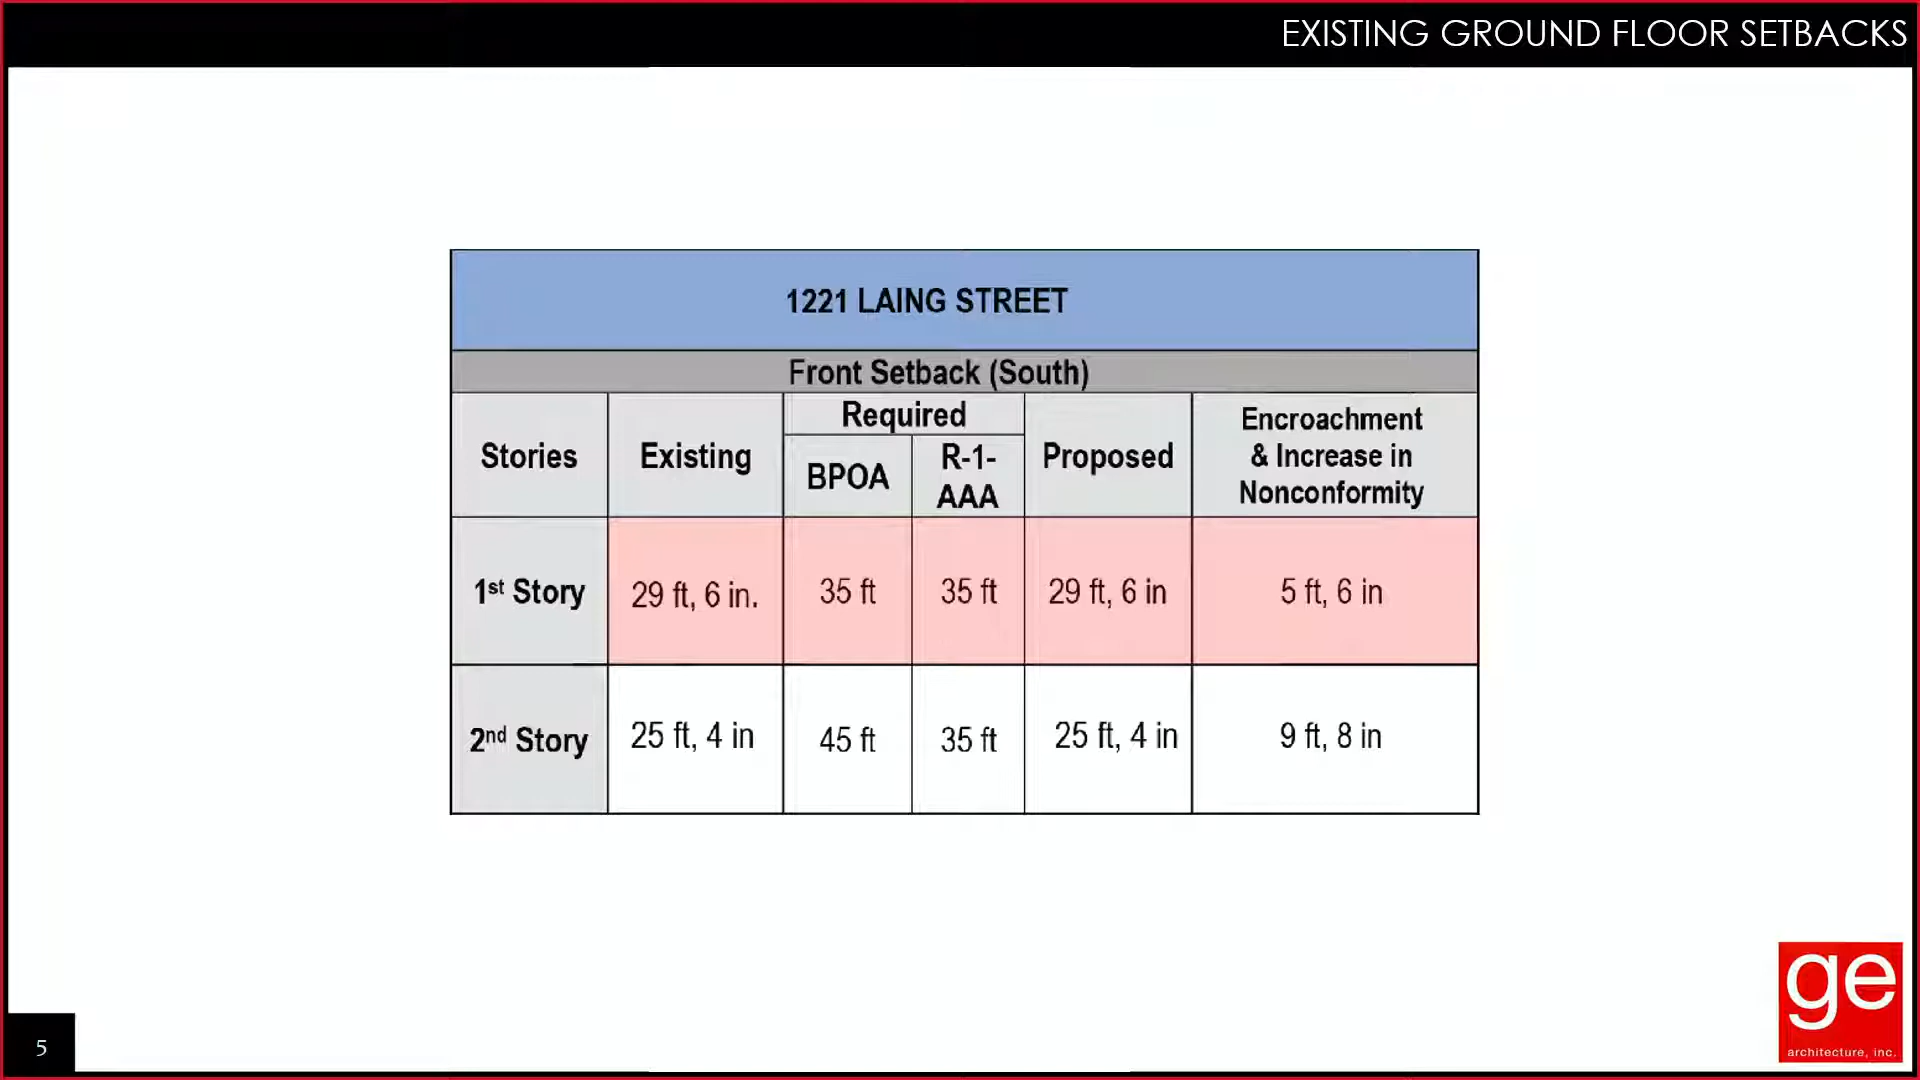 EXISTING GROUND FLOOR SETBACKS
1221 LAING STREET
Front Setback (South)
Stories
Existing
Required
BPOA
R-1-
AAA
Proposed
Encroachment
& Increase in
Nonconformity
1st Story
29 ft, 6 in.
35 ft
35 ft
29 ft, 6 in
5 ft, 6 in
2nd Story
25 ft, 4 in
45 ft
35 ft
25 ft, 4 in
9 ft, 8 in
ge
architecture, inc.
5